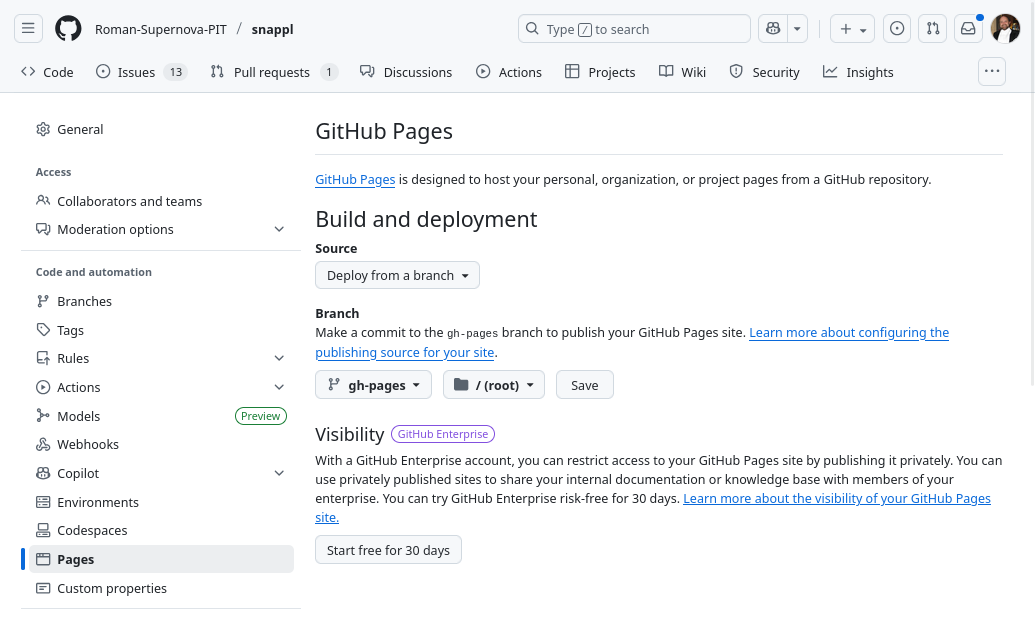 Roman-Supernova-PIT / snappl
Type / to search
Code
Issues 13
Pull requests 1
Discussions
Actions
Projects
Wiki
Security
Insights
General
Access
Collaborators and teams
Moderation options
Code and automation
Branches
Tags
Rules
Actions
Models Preview
Webhooks
Copilot
Environments
Codespaces
Pages
Custom properties
GitHub Pages
GitHub Pages is designed to host your personal, organization, or project pages from a GitHub repository.
Build and deployment
Source
Deploy from a branch
Branch
Make a commit to the gh-pages branch to publish your GitHub Pages site. Learn more about configuring the
publishing source for your site.
gh-pages / (root) Save
Visibility GitHub Enterprise
With a GitHub Enterprise account, you can restrict access to your GitHub Pages site by publishing it privately. You can
use privately published sites to share your internal documentation or knowledge base with members of your
enterprise. You can try GitHub Enterprise risk-free for 30 days. Learn more about the visibility of your GitHub Pages
site.
Start free for 30 days